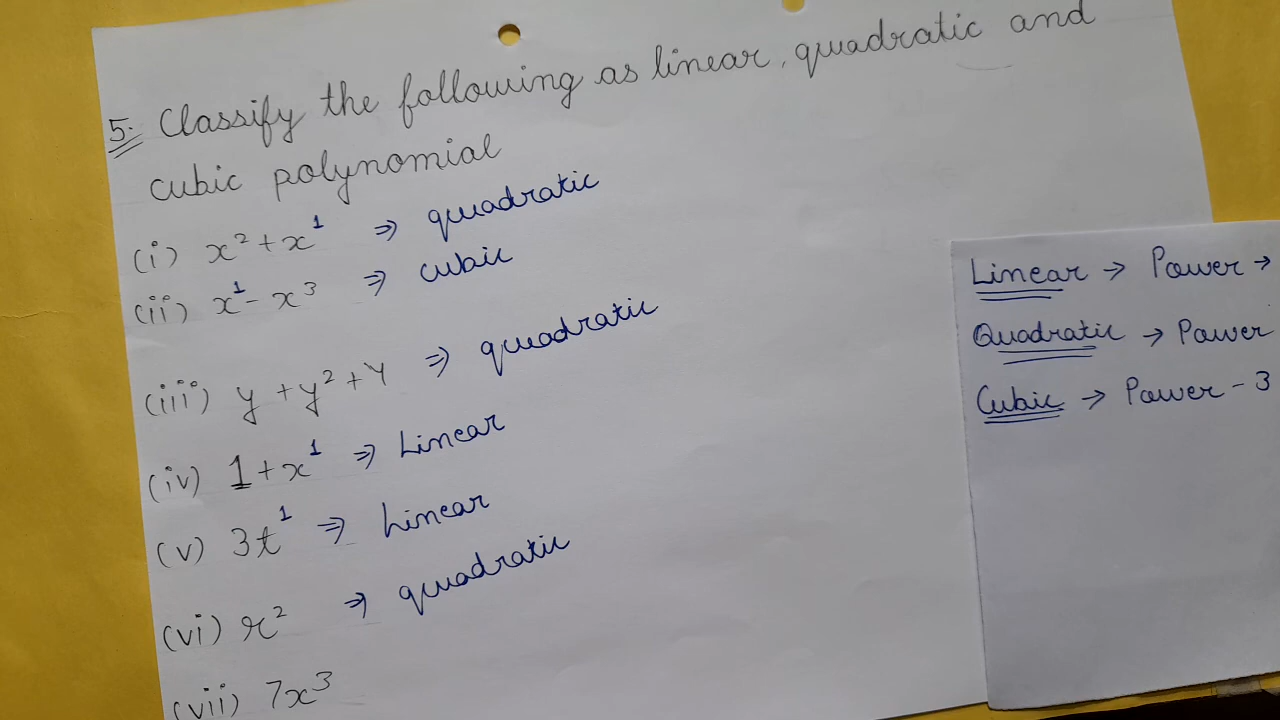 5. Classify the following as linear, quadratic and
cubic polynomial
(i) x² + x¹ ⇒ quadratic
(ii) x¹ - x³ ⇒ cubic
(iii) y + y² + 4 ⇒ quadratic
(iv) 1 + x¹ ⇒ Linear
(v) 3t¹ ⇒ Linear
(vi) r² ⇒ quadratic
(vii) 7x³
Linear → Power →
Quadratic → Power
Cubic → Power - 3